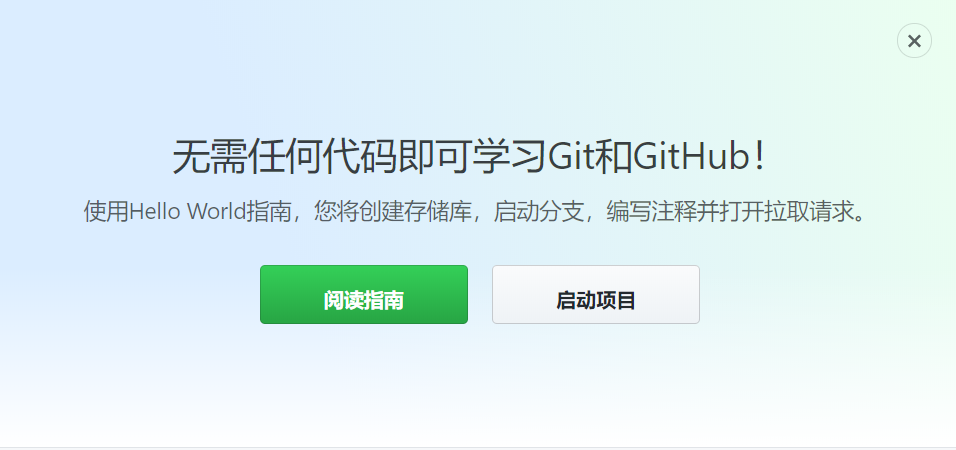 无需任何代码即可学习Git和GitHub！
使用Hello World指南，您将创建存储库，启动分支，编写注释并打开拉取请求。
阅读指南
启动项目